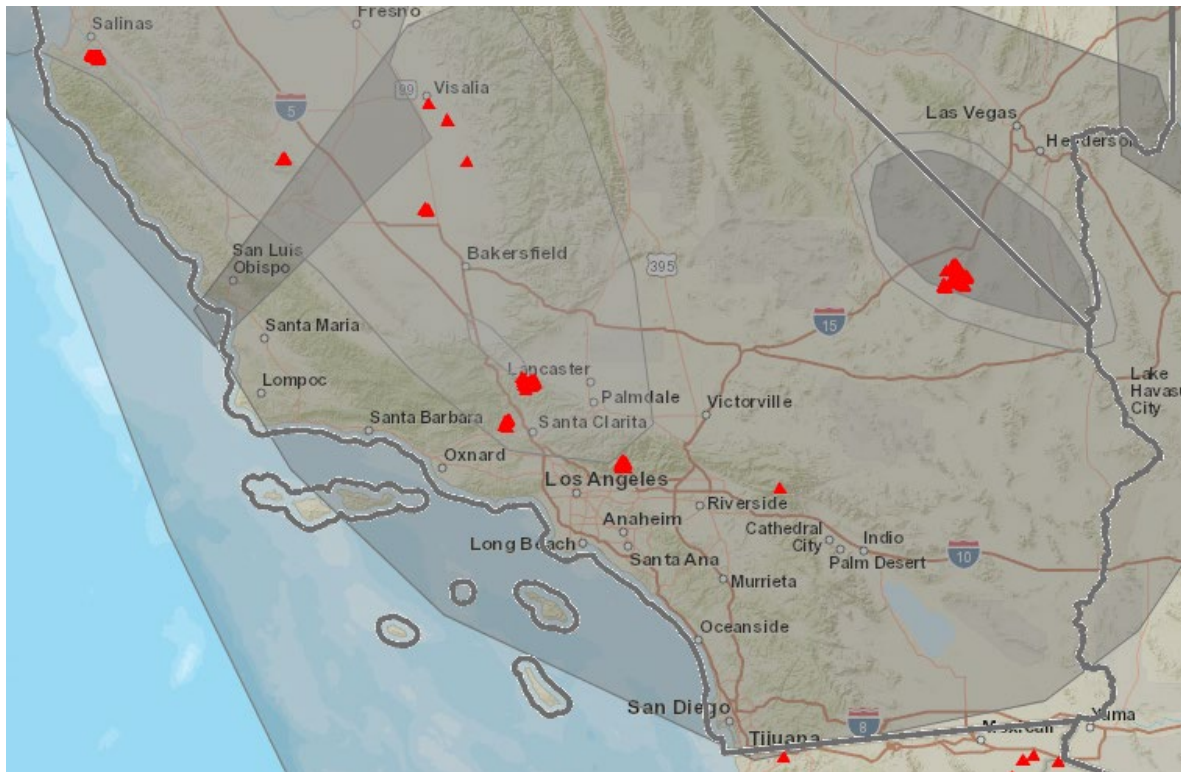 Fresno
Salinas
99
Visalia
5
Las Vegas
Henderson
San Luis
Obispo
Bakersfield
395
15
Santa Maria
Lancaster
Lompoc
Palmdale
Lake
Havasu
City
Victorville
Santa Barbara
Santa Clarita
Oxnard
Los Angeles
Riverside
Anaheim
Cathedral
City
Indio
Long Beach
Santa Ana
Palm Desert
10
Murrieta
Oceanside
San Diego
8
Yuma
Tijuana
Mexicali